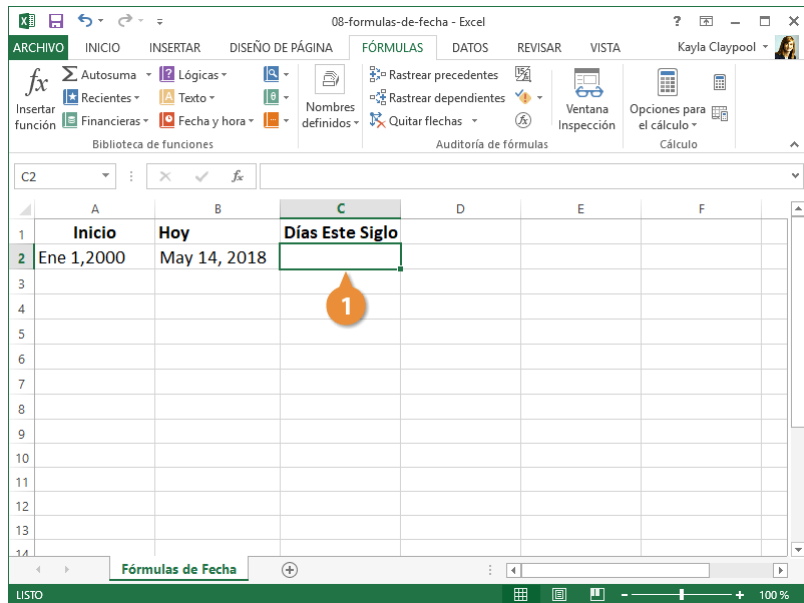 08-formulas-de-fecha - Excel
ARCHIVO INICIO INSERTAR DISEÑO DE PÁGINA FÓRMULAS DATOS REVISAR VISTA Kayla Claypool
fx Insertar función
Autosuma
Recientes
Financieras
Lógicas
Texto
Fecha y hora
Nombres definidos
Rastrear precedentes
Rastrear dependientes
Quitar flechas
Ventana Inspección
Opciones para el cálculo
Biblioteca de funciones Auditoría de fórmulas Cálculo
C2 fx
A B C D E F
1 Inicio Hoy Días Este Siglo
2 Ene 1,2000 May 14, 2018
3
1
4
5
6
7
8
9
10
11
12
13
14
Fórmulas de Fecha
LISTO 100 %